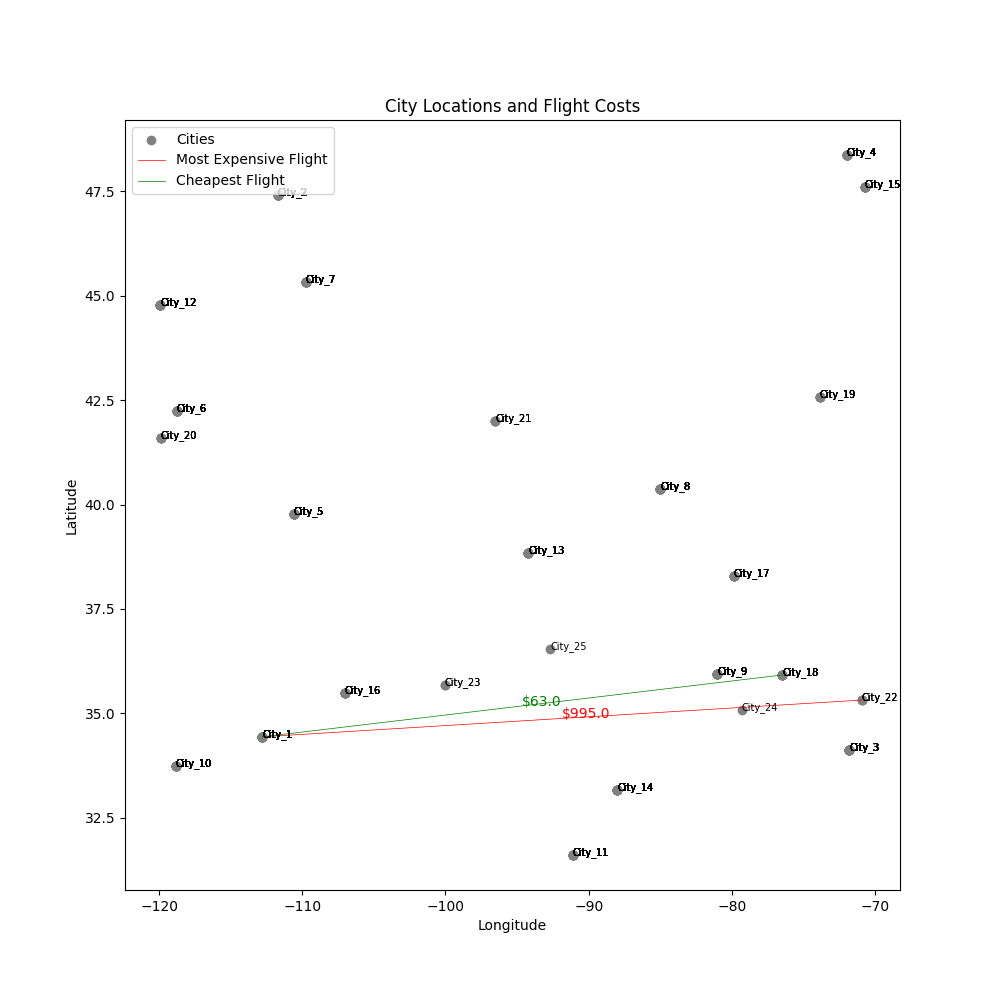 City Locations and Flight Costs
Cities
Most Expensive Flight
Cheapest Flight
City_2
City_4
City_15
City_7
City_12
City_6
City_20
City_21
City_19
City_8
City_5
City_13
City_17
City_25
City_9
City_18
City_23
City_16
City_22
City_24
$63.0
$995.0
City_1
City_3
City_10
City_14
City_11
47.5
45.0
42.5
40.0
37.5
35.0
32.5
Latitude
−120 −110 −100 −90 −80 −70
Longitude